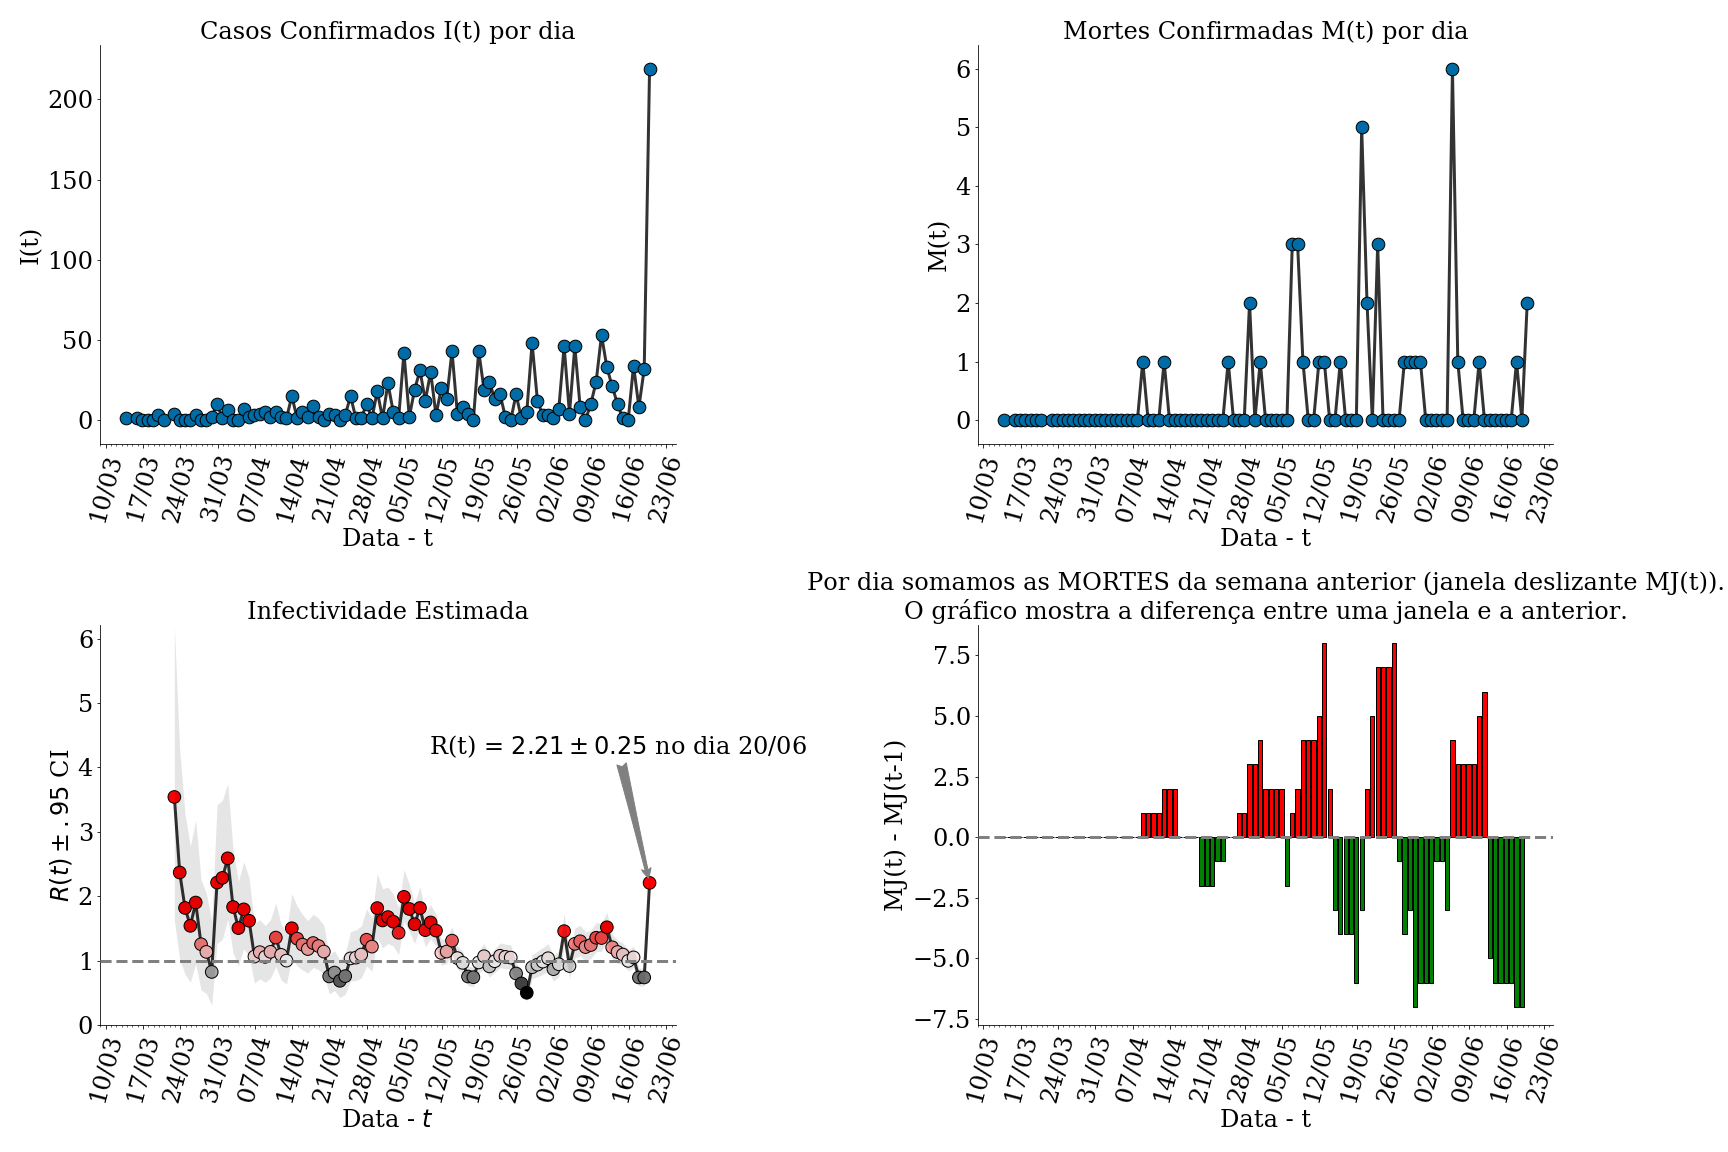 Casos Confirmados I(t) por dia
I(t)
200
150
100
50
0
10/03 17/03 24/03 31/03 07/04 14/04 21/04 28/04 05/05 12/05 19/05 26/05 02/06 09/06 16/06 23/06
Data - t
Mortes Confirmadas M(t) por dia
M(t)
6
5
4
3
2
1
0
10/03 17/03 24/03 31/03 07/04 14/04 21/04 28/04 05/05 12/05 19/05 26/05 02/06 09/06 16/06 23/06
Data - t
Infectividade Estimada
R(t) ± .95 CI
6
5
4
3
2
1
0
R(t) = 2.21 ± 0.25 no dia 20/06
10/03 17/03 24/03 31/03 07/04 14/04 21/04 28/04 05/05 12/05 19/05 26/05 02/06 09/06 16/06 23/06
Data - t
Por dia somamos as MORTES da semana anterior (janela deslizante MJ(t)).
O gráfico mostra a diferença entre uma janela e a anterior.
MJ(t) - MJ(t-1)
7.5
5.0
2.5
0.0
−2.5
−5.0
−7.5
10/03 17/03 24/03 31/03 07/04 14/04 21/04 28/04 05/05 12/05 19/05 26/05 02/06 09/06 16/06 23/06
Data - t